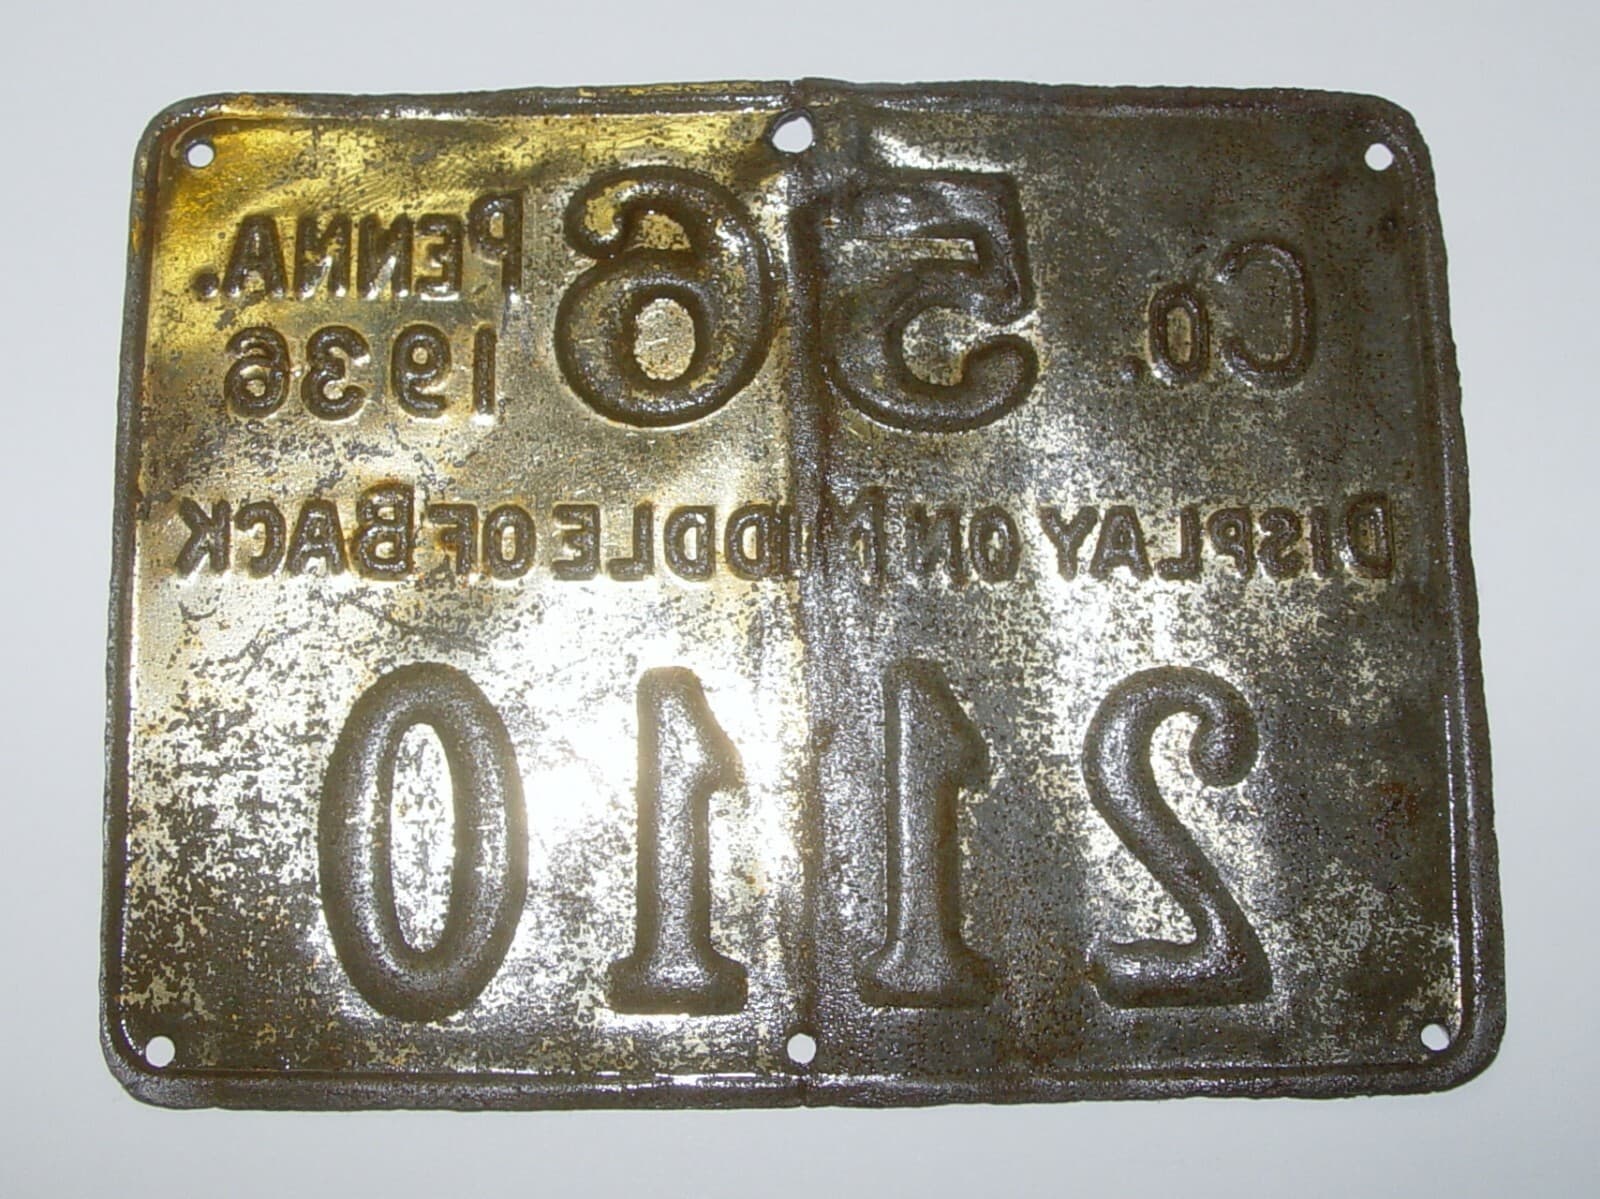 Co. 56 PENNA.
1936
DISPLAY ON MIDDLE OF BACK
2110